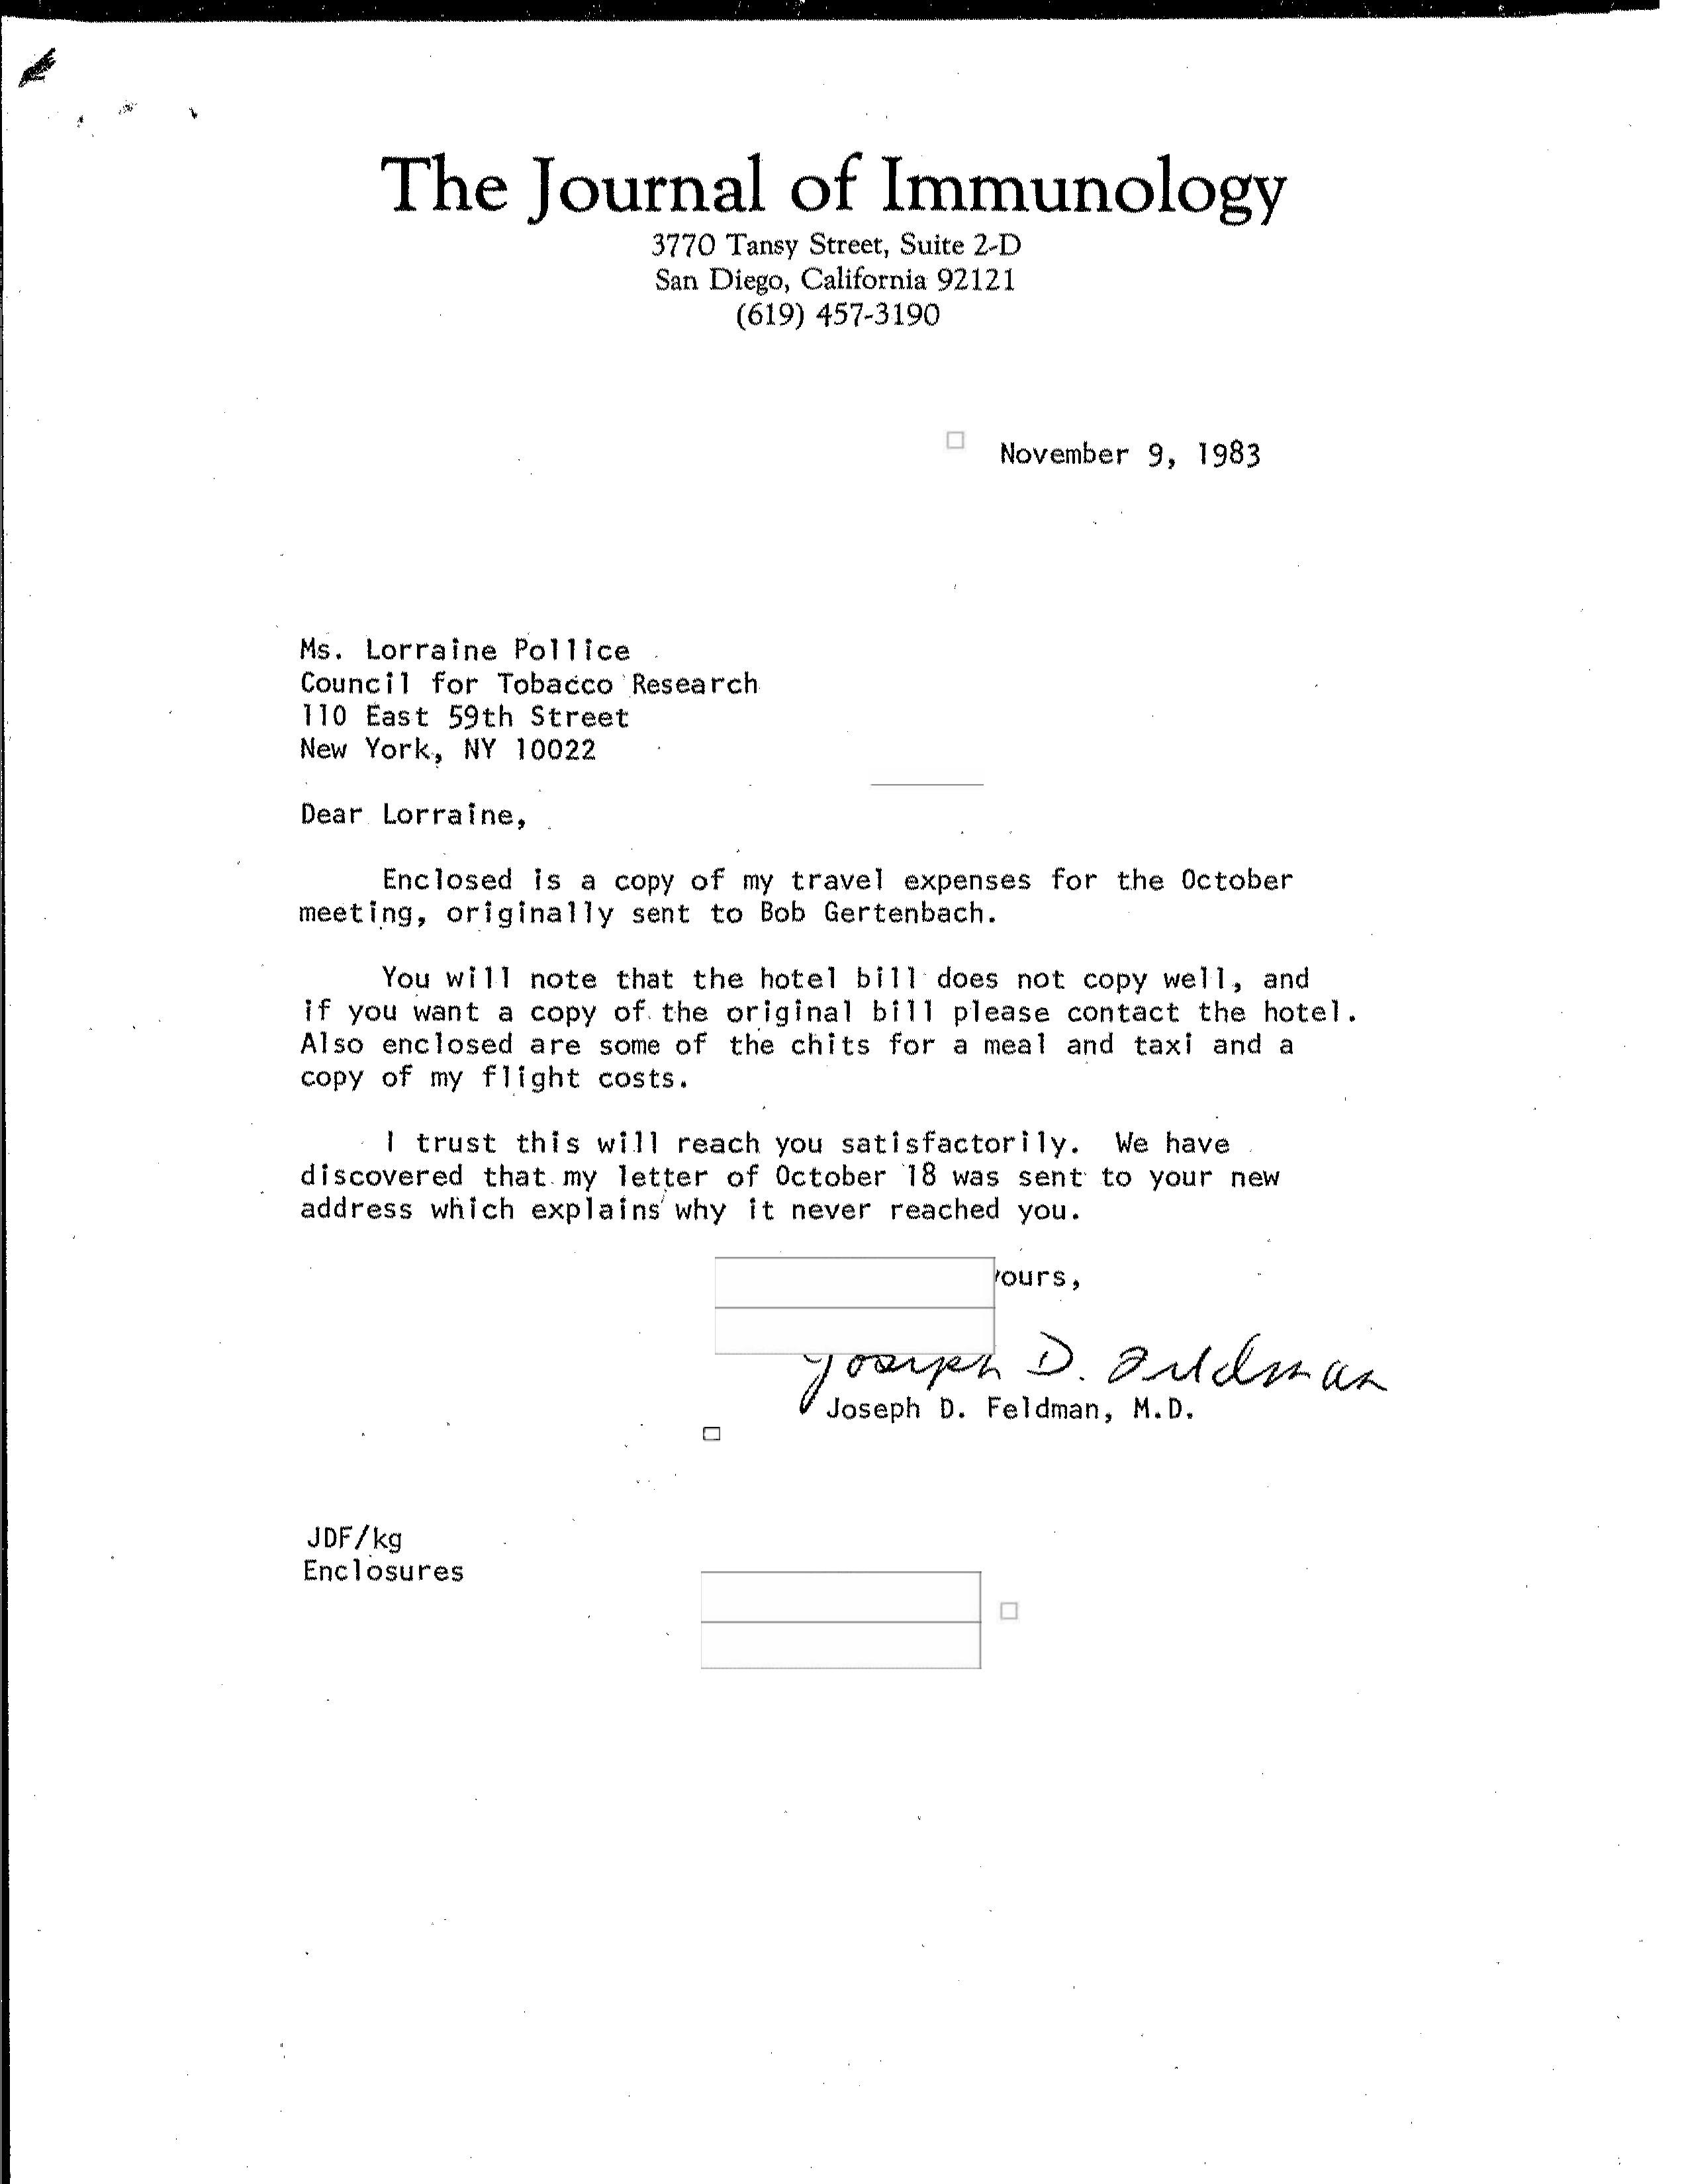 The Journal of Immunology
3770 Tansy Street, Suite 2-D
San Diego, California 92121
(619) 457-3190
November 9, 1983
Ms. Lorraine Pollice
Council for Tobacco Research
110 East 59th Street
New York, NY 10022
Dear Lorraine,
Enclosed is a copy of my travel expenses for the October
meeting, originally sent to Bob Gertenbach.
You will note that the hotel bill does not copy well, and
if you want a copy of the original bill please contact the hotel.
Also enclosed are some of the chits for a meal and taxi and a
copy of my flight costs.
I trust this will reach you satisfactorily. We have
discovered that my letter of October 18 was sent to your new
address which explains why it never reached you.
ours,
Joseph D. Feldman
Joseph D. Feldman, M.D.
JDF/kg
Enclosures